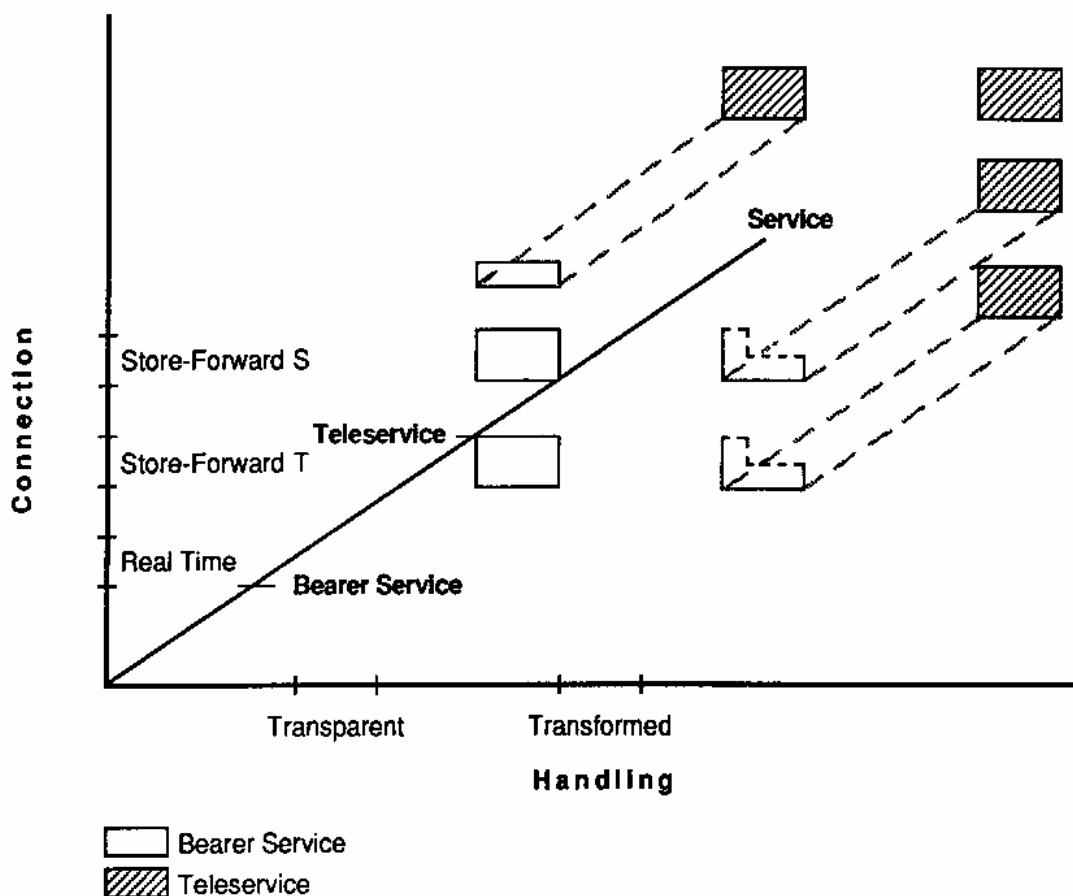 Service
Connection
Store-Forward S
Teleservice
Store-Forward T
Real Time
Bearer Service
Transparent
Transformed
Handling
Bearer Service
Teleservice